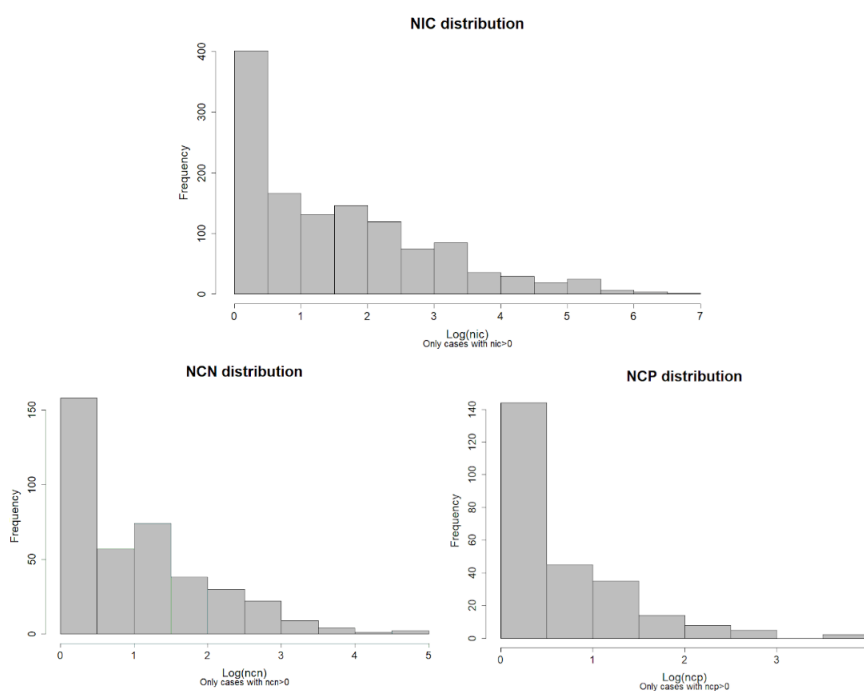 NIC distribution
400
300
200
100
0
Frequency
0 1 2 3 4 5 6 7
Log(nic)
Only cases with nic>0
NCN distribution
150
100
50
0
Frequency
0 1 2 3 4 5
Log(ncn)
Only cases with ncn>0
NCP distribution
140
120
100
80
60
40
20
0
Frequency
0 1 2 3
Log(ncp)
Only cases with ncp>0